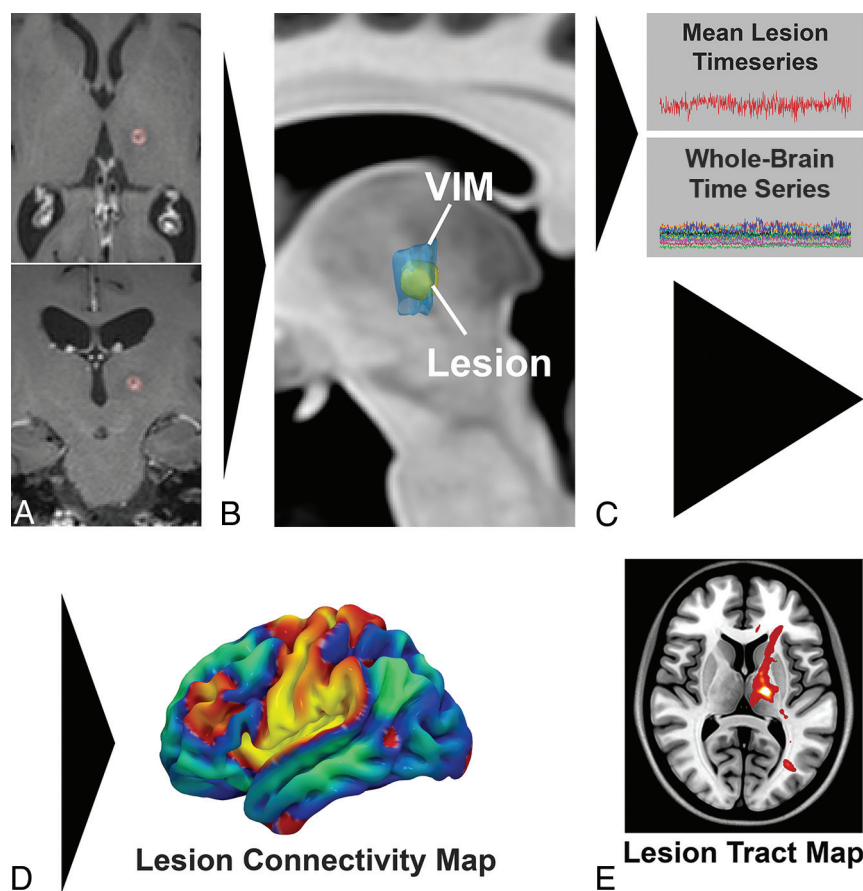 Mean Lesion
Timeseries
Whole-Brain
Time Series
VIM
Lesion
A
B
C
Lesion Connectivity Map
Lesion Tract Map
D
E